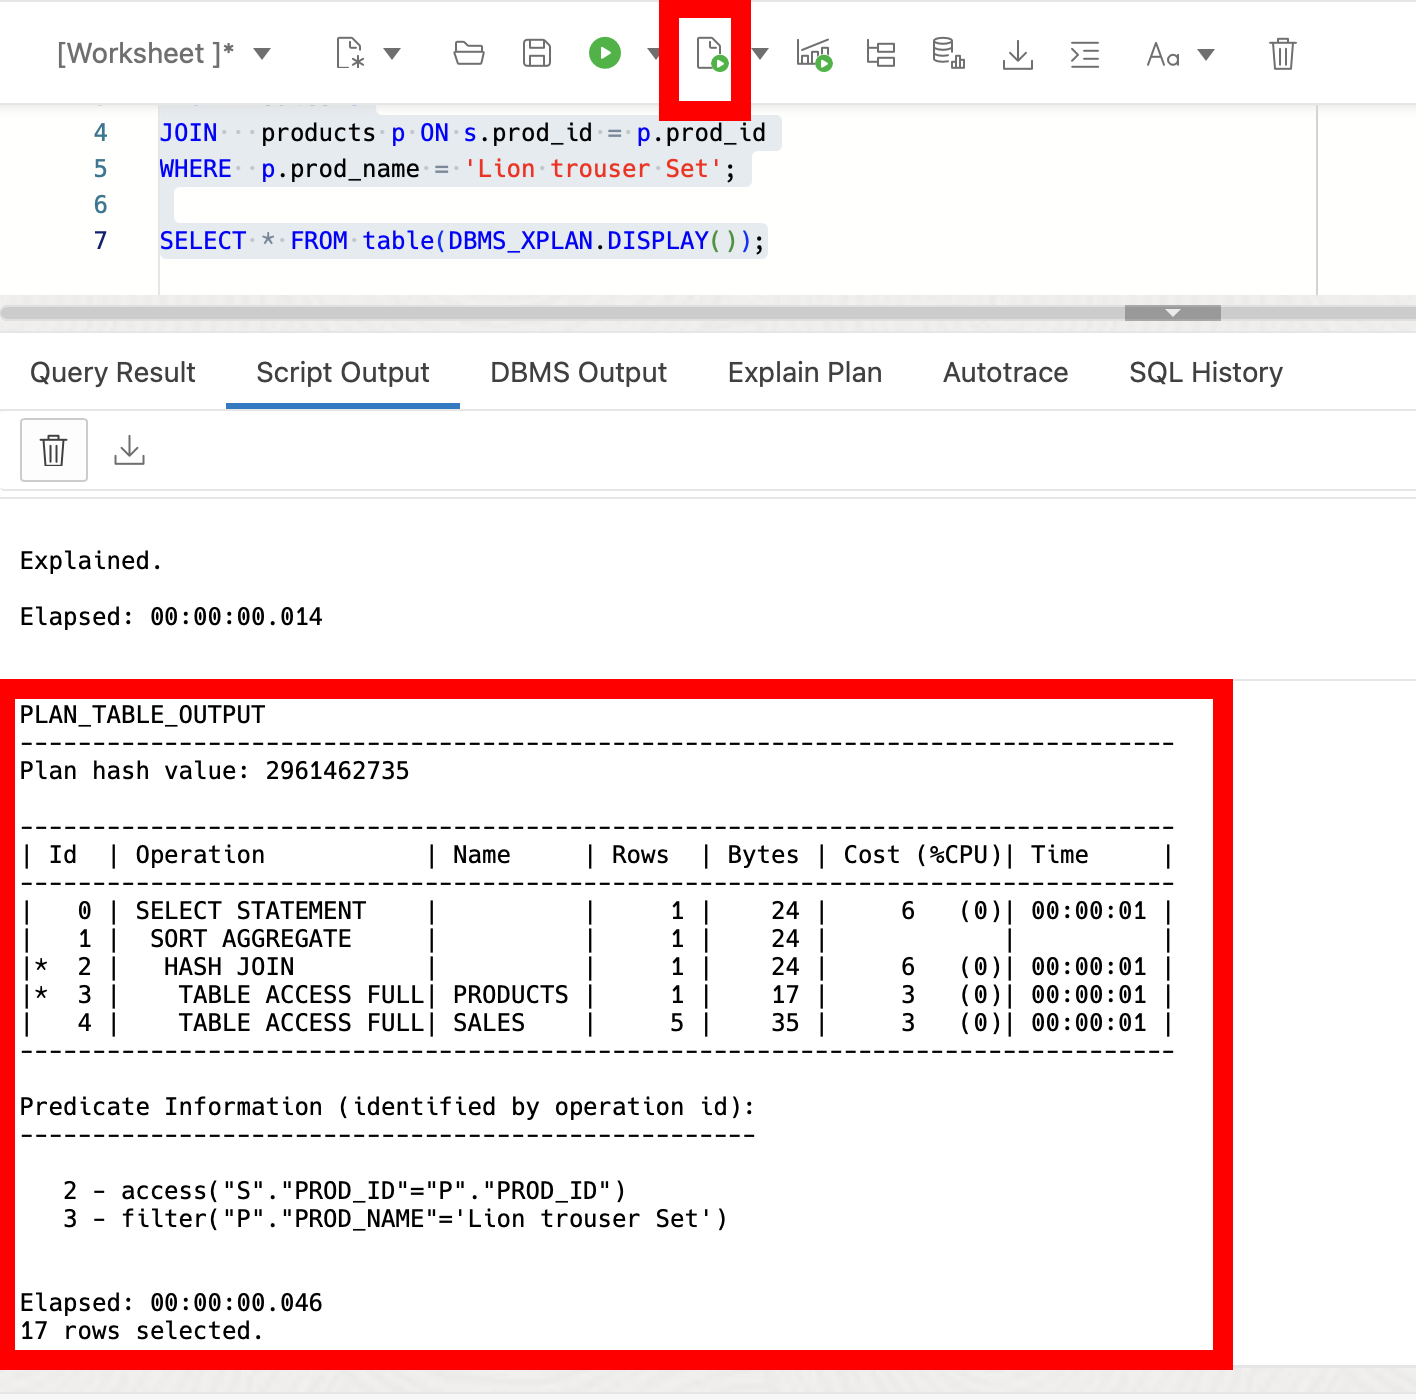 [Worksheet ]*
Aa
4 JOIN products p ON s.prod_id = p.prod_id
5 WHERE p.prod_name = 'Lion trouser Set';
6
7 SELECT * FROM table(DBMS_XPLAN.DISPLAY());
Query Result Script Output DBMS Output Explain Plan Autotrace SQL History
Explained.
Elapsed: 00:00:00.014
PLAN_TABLE_OUTPUT
--------------------------------------------------------------------------------
Plan hash value: 2961462735
--------------------------------------------------------------------------------
| Id  | Operation           | Name     | Rows  | Bytes | Cost (%CPU)| Time     |
--------------------------------------------------------------------------------
|   0 | SELECT STATEMENT    |          |     1 |    24 |     6   (0)| 00:00:01 |
|   1 |  SORT AGGREGATE     |          |     1 |    24 |            |          |
|*  2 |   HASH JOIN         |          |     1 |    24 |     6   (0)| 00:00:01 |
|*  3 |    TABLE ACCESS FULL| PRODUCTS |     1 |    17 |     3   (0)| 00:00:01 |
|   4 |    TABLE ACCESS FULL| SALES    |     5 |    35 |     3   (0)| 00:00:01 |
--------------------------------------------------------------------------------
Predicate Information (identified by operation id):
---------------------------------------------------
2 - access("S"."PROD_ID"="P"."PROD_ID")
3 - filter("P"."PROD_NAME"='Lion trouser Set')
Elapsed: 00:00:00.046
17 rows selected.